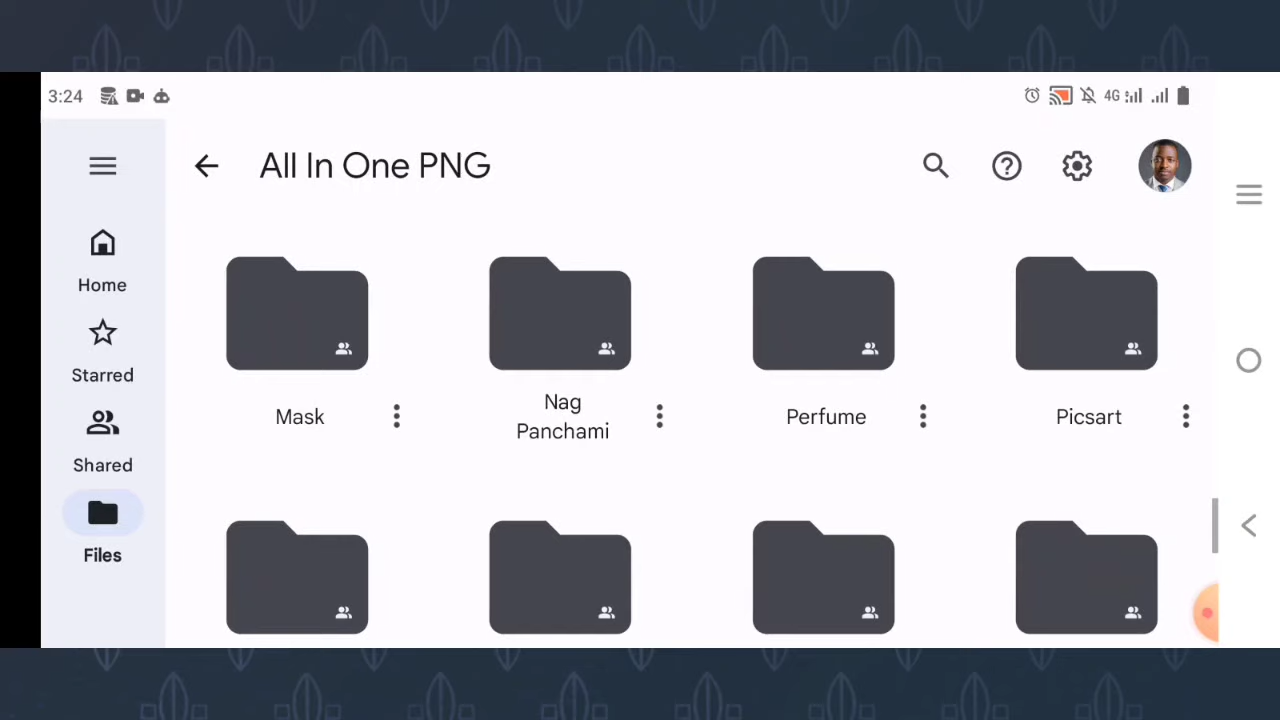 3:24
4G
All In One PNG
Home
Starred
Shared
Files
Mask
Nag
Panchami
Perfume
Picsart